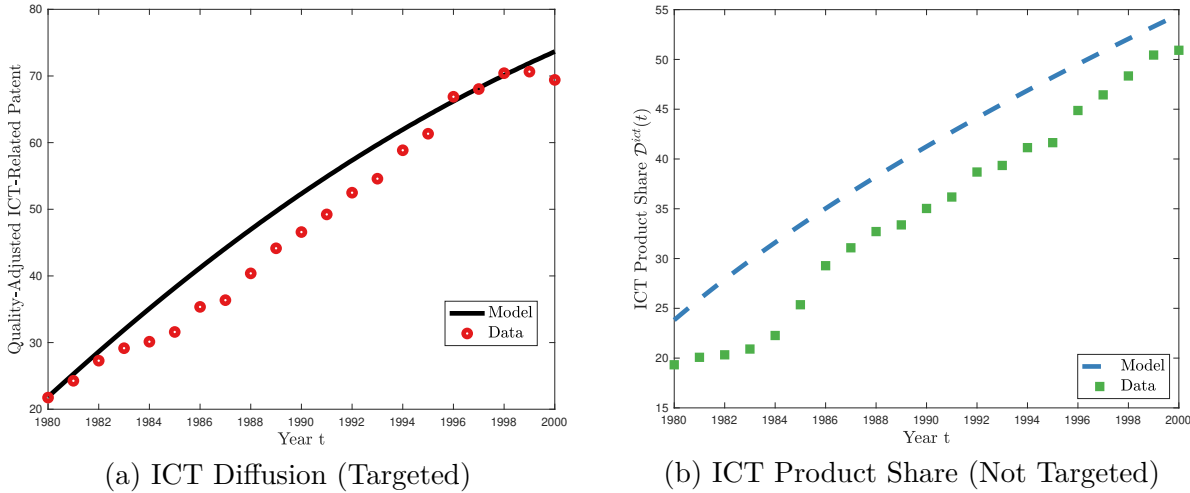 80
70
60
50
40
30
20
Quality-Adjusted ICT-Related Patent
Model
Data
1980 1982 1984 1986 1988 1990 1992 1994 1996 1998 2000
Year t
(a) ICT Diffusion (Targeted)
55
50
45
40
35
30
25
20
15
ICT Product Share 𝒟^{ict}(t)
Model
Data
1980 1982 1984 1986 1988 1990 1992 1994 1996 1998 2000
Year t
(b) ICT Product Share (Not Targeted)